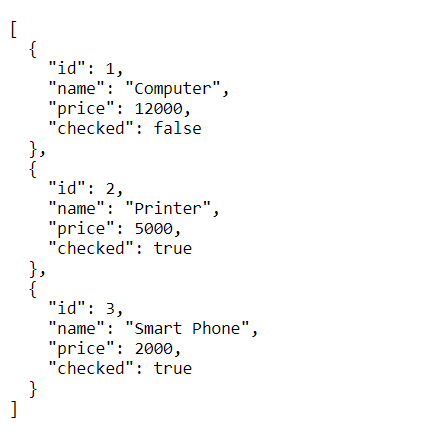 [
  {
    "id": 1,
    "name": "Computer",
    "price": 12000,
    "checked": false
  },
  {
    "id": 2,
    "name": "Printer",
    "price": 5000,
    "checked": true
  },
  {
    "id": 3,
    "name": "Smart Phone",
    "price": 2000,
    "checked": true
  }
]